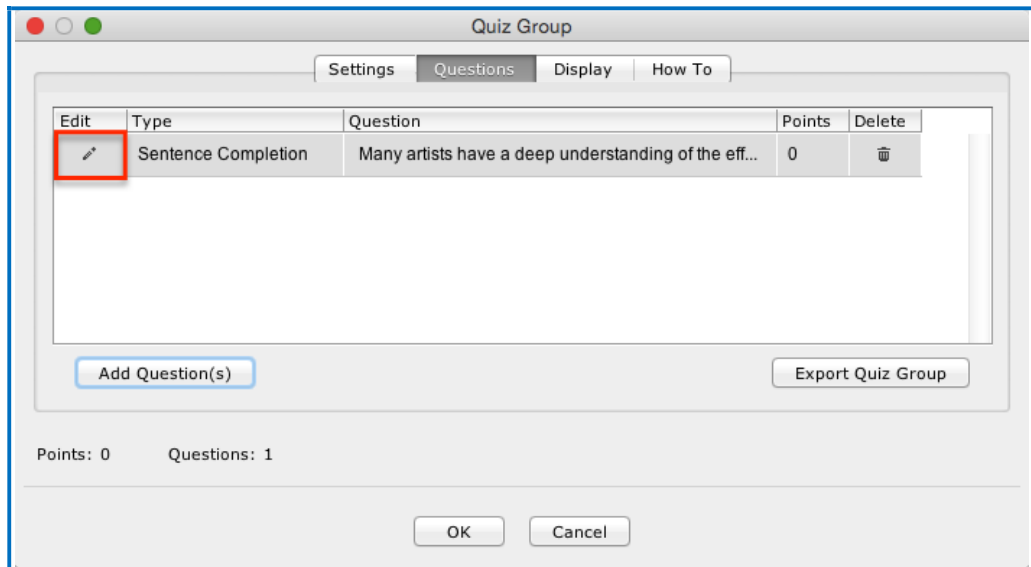 Quiz Group
Settings Questions Display How To
Edit Type Question Points Delete
Sentence Completion Many artists have a deep understanding of the eff... 0
Add Question(s) Export Quiz Group
Points: 0 Questions: 1
OK Cancel